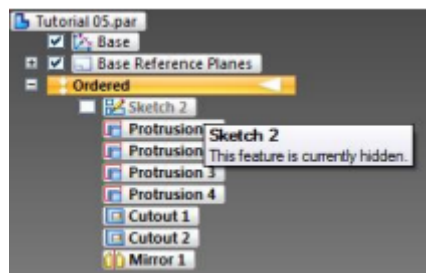 Tutorial 05.par
Base
Base Reference Planes
Ordered
Sketch 2
Protrusion
Sketch 2
Protrusion
This feature is currently hidden.
Protrusion 3
Protrusion 4
Cutout 1
Cutout 2
Mirror 1